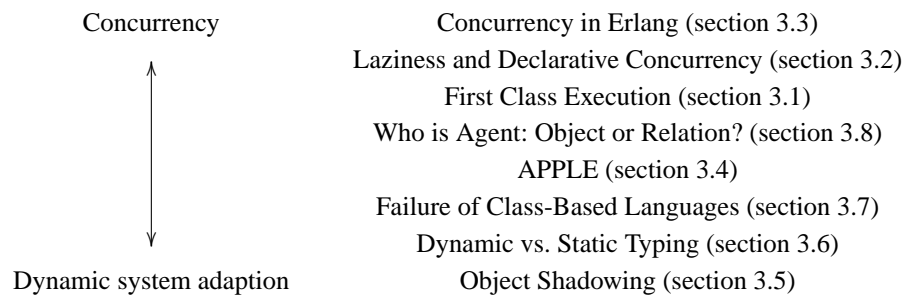 Concurrency Concurrency in Erlang (section 3.3)
Laziness and Declarative Concurrency (section 3.2)
First Class Execution (section 3.1)
Who is Agent: Object or Relation? (section 3.8)
APPLE (section 3.4)
Failure of Class-Based Languages (section 3.7)
Dynamic vs. Static Typing (section 3.6)
Dynamic system adaption Object Shadowing (section 3.5)